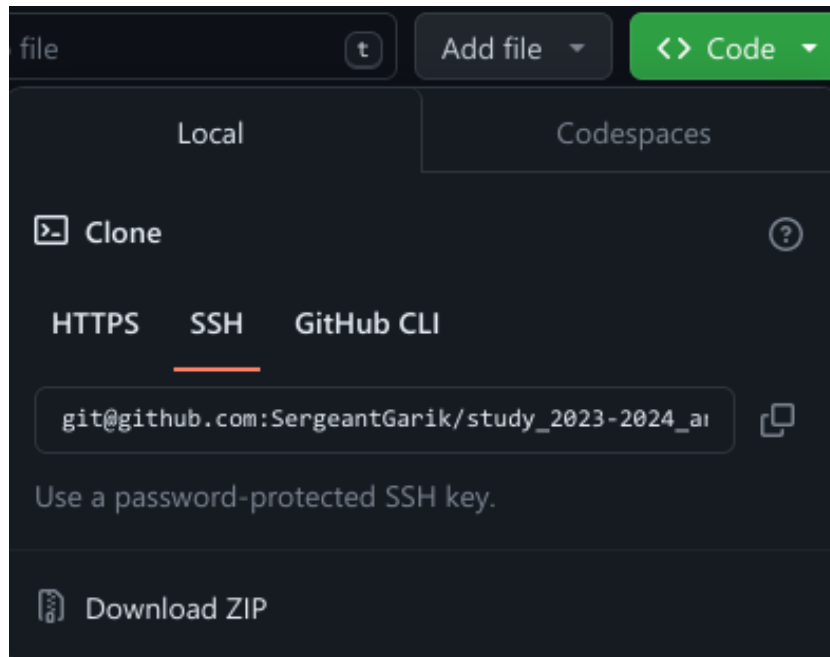 file t Add file <> Code
Local Codespaces
Clone ?
HTTPS SSH GitHub CLI
git@github.com:SergeantGarik/study_2023-2024_a
Use a password-protected SSH key.
Download ZIP